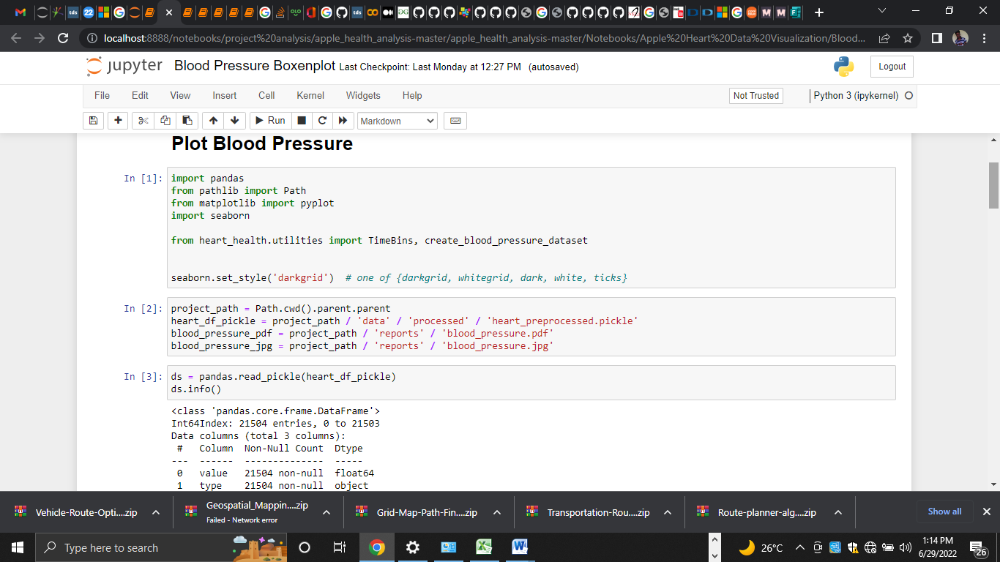 tds
22
tds
localhost:8888/notebooks/project%20analysis/apple_health_analysis-master/apple_health_analysis-master/Notebooks/Apple%20Heart%20Data%20Visualization/Blood...
jupyter Blood Pressure Boxenplot Last Checkpoint: Last Monday at 12:27 PM (autosaved)
Logout
File Edit View Insert Cell Kernel Widgets Help
Not Trusted
Python 3 (ipykernel)
Run
Markdown
Plot Blood Pressure
In [1]:
import pandas
from pathlib import Path
from matplotlib import pyplot
import seaborn
from heart_health.utilities import TimeBins, create_blood_pressure_dataset
seaborn.set_style('darkgrid')  # one of {darkgrid, whitegrid, dark, white, ticks}
In [2]:
project_path = Path.cwd().parent.parent
heart_df_pickle = project_path / 'data' / 'processed' / 'heart_preprocessed.pickle'
blood_pressure_pdf = project_path / 'reports' / 'blood_pressure.pdf'
blood_pressure_jpg = project_path / 'reports' / 'blood_pressure.jpg'
In [3]:
ds = pandas.read_pickle(heart_df_pickle)
ds.info()
<class 'pandas.core.frame.DataFrame'>
Int64Index: 21504 entries, 0 to 21503
Data columns (total 3 columns):
 #   Column  Non-Null Count  Dtype
---  ------  --------------  -----
 0   value   21504 non-null  float64
 1   type    21504 non-null  object
Vehicle-Route-Opti....zip
Geospatial_Mappin....zip
Failed - Network error
Grid-Map-Path-Fin....zip
Transportation-Rou....zip
Route-planner-alg....zip
Show all
Type here to search
26°C
1:14 PM
6/29/2022
26